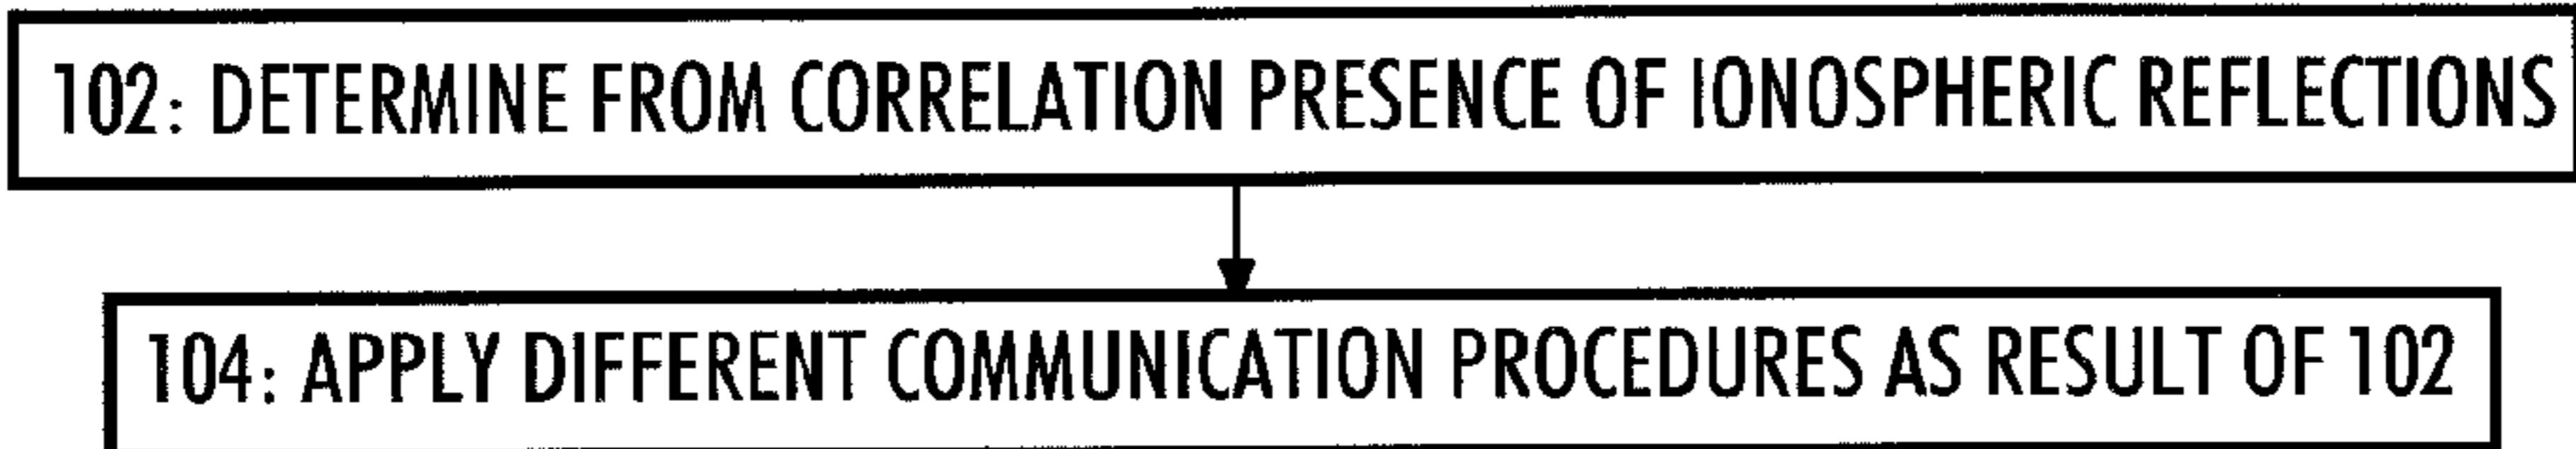 102: DETERMINE FROM CORRELATION PRESENCE OF IONOSPHERIC REFLECTIONS
104: APPLY DIFFERENT COMMUNICATION PROCEDURES AS RESULT OF 102